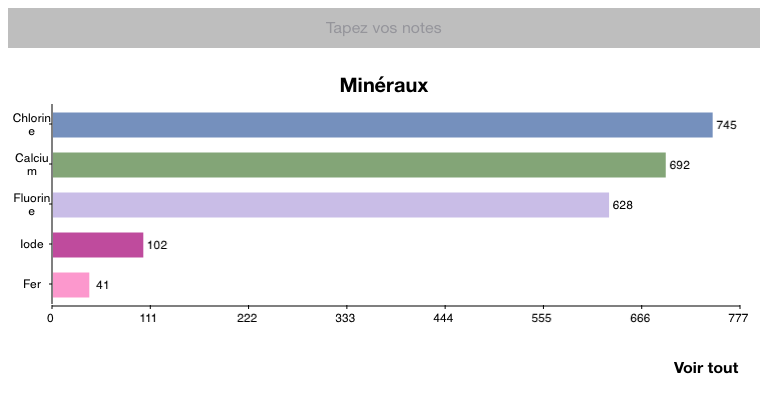 Tapez vos notes
Minéraux
Chlorin
e
745
Calciu
m
692
Fluorin
e
628
Iode
102
Fer
41
0 111 222 333 444 555 666 777
Voir tout